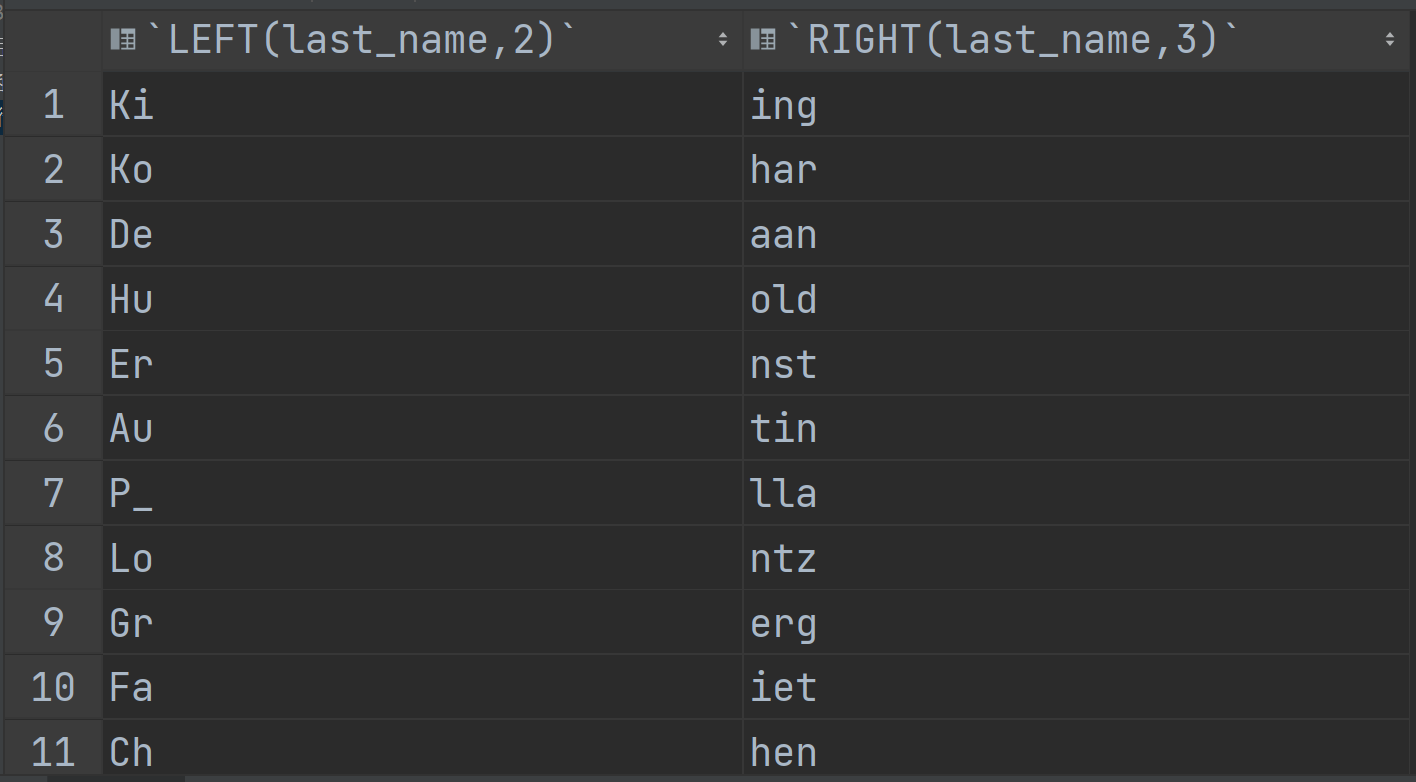 `LEFT(last_name,2)` `RIGHT(last_name,3)`
1 Ki ing
2 Ko har
3 De aan
4 Hu old
5 Er nst
6 Au tin
7 P_ lla
8 Lo ntz
9 Gr erg
10 Fa iet
11 Ch hen